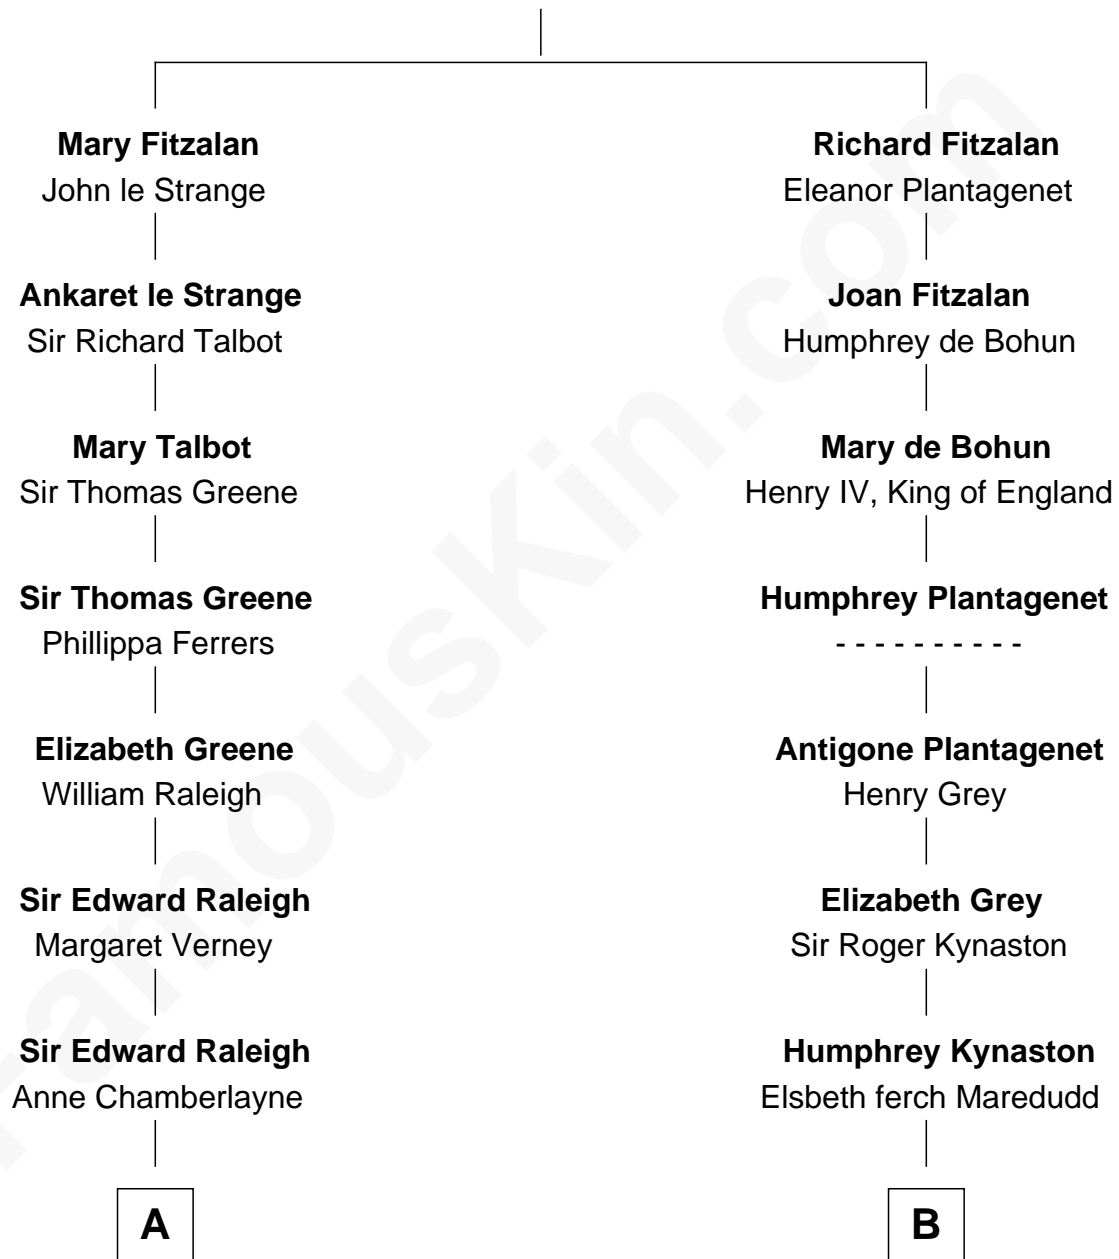 Mary Fitzalan
John le Strange
Richard Fitzalan
Eleanor Plantagenet
Ankaret le Strange
Sir Richard Talbot
Joan Fitzalan
Humphrey de Bohun
Mary Talbot
Sir Thomas Greene
Mary de Bohun
Henry IV, King of England
Sir Thomas Greene
Phillippa Ferrers
Humphrey Plantagenet
- - - - - - - - - -
Elizabeth Greene
William Raleigh
Antigone Plantagenet
Henry Grey
Sir Edward Raleigh
Margaret Verney
Elizabeth Grey
Sir Roger Kynaston
Sir Edward Raleigh
Anne Chamberlayne
Humphrey Kynaston
Elsbeth ferch Maredudd
A
B
FamousKin.com